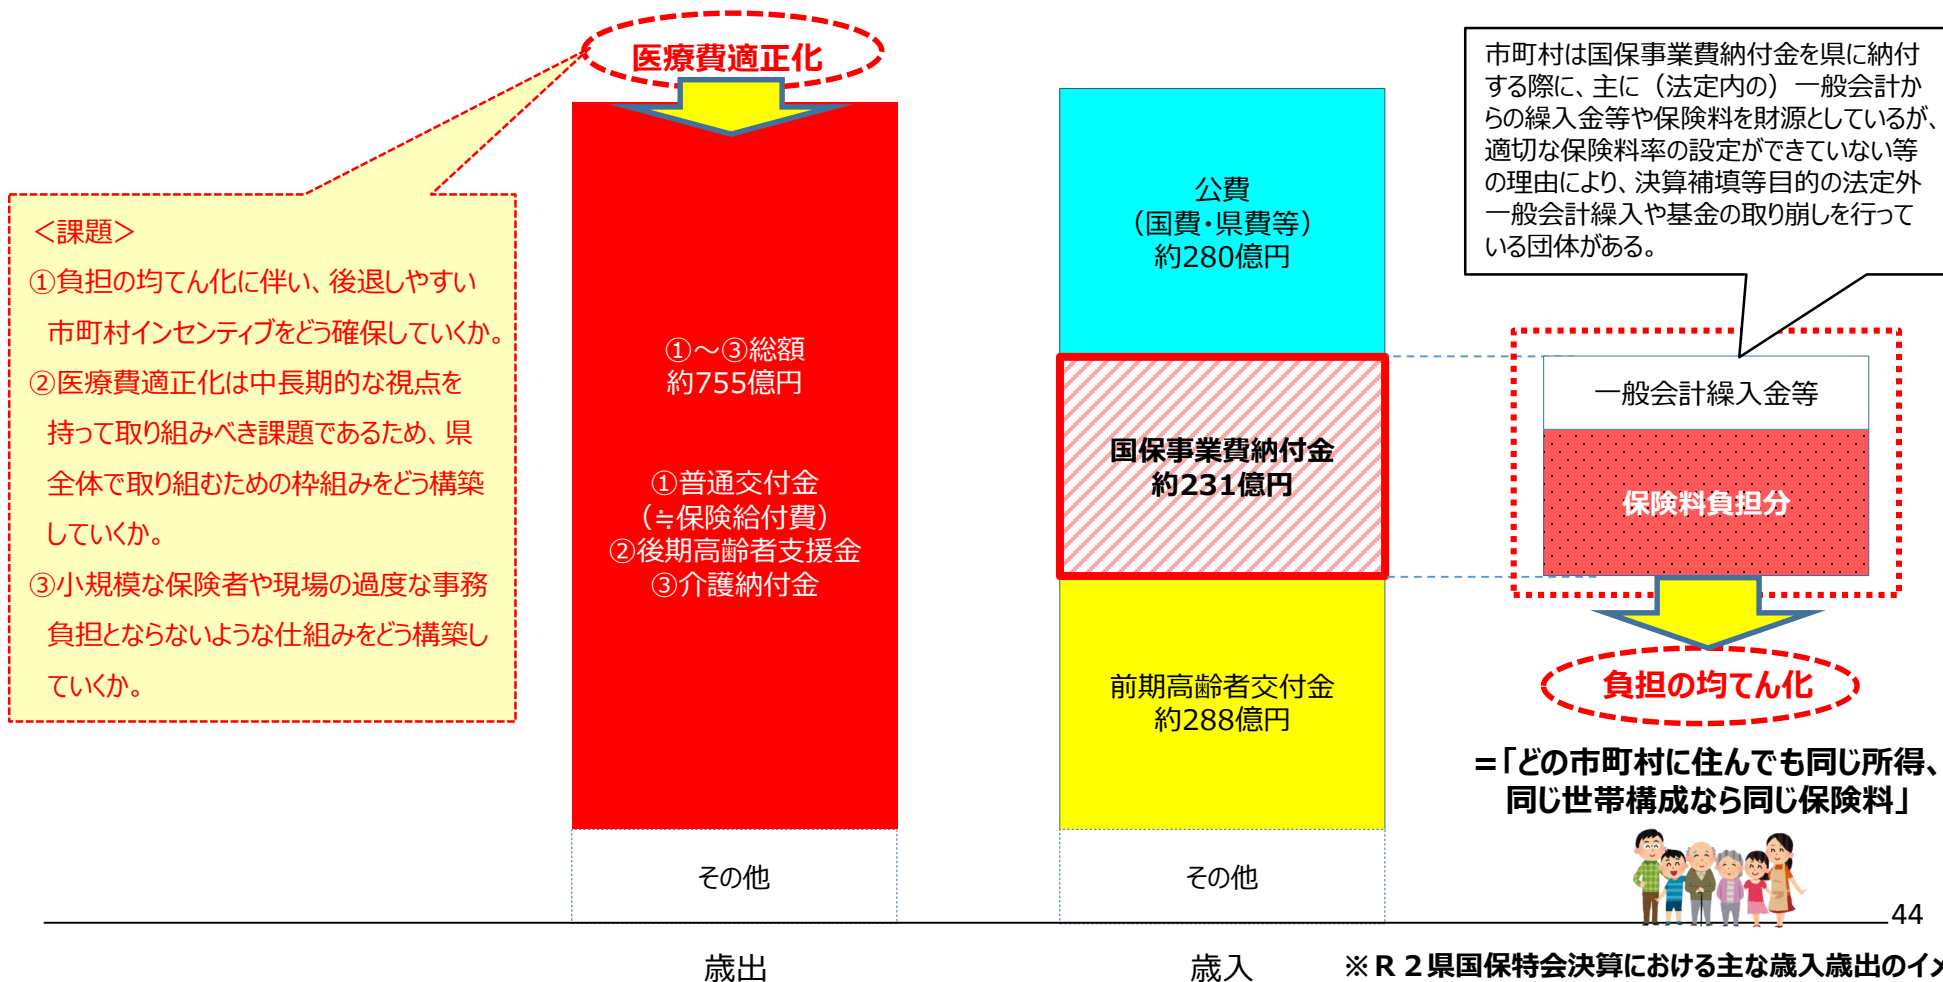 医療費適正化
＜課題＞
①負担の均てん化に伴い、後退しやすい
市町村インセンティブをどう確保していくか。
②医療費適正化は中長期的な視点を
持って取り組みべき課題であるため、県
全体で取り組むための枠組みをどう構築
していくか。
③小規模な保険者や現場の過度な事務
負担とならないような仕組みをどう構築し
ていくか。
①～③総額
約755億円
①普通交付金
（≒保険給付費）
②後期高齢者支援金
③介護納付金
その他
歳出
公費
（国費・県費等）
約280億円
国保事業費納付金
約231億円
前期高齢者交付金
約288億円
その他
歳入
市町村は国保事業費納付金を県に納付
する際に、主に（法定内の）一般会計か
らの繰入金等や保険料を財源としているが、
適切な保険料率の設定ができていない等
の理由により、決算補填等目的の法定外
一般会計繰入や基金の取り崩しを行って
いる団体がある。
一般会計繰入金等
保険料負担分
負担の均てん化
=「どの市町村に住んでも同じ所得、
同じ世帯構成なら同じ保険料」
44
※Ｒ２県国保特会決算における主な歳入歳出のイメ